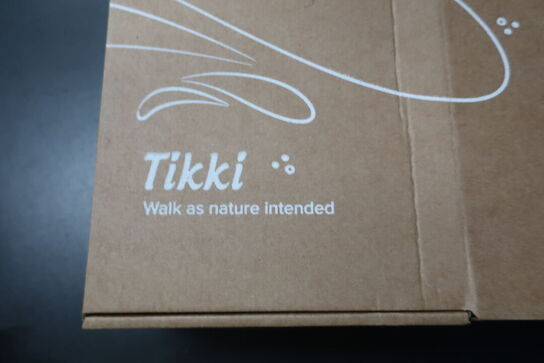 Tikki
Walk as nature intended